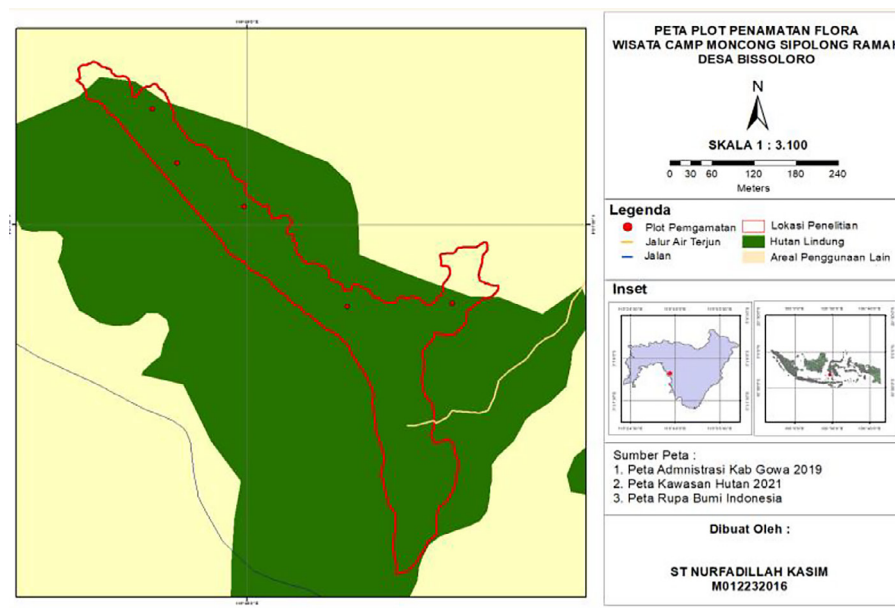 PETA PLOT PENAMATAN FLORA
WISATA CAMP MONCONG SIPOLONG RAMAH
DESA BISSOLORO
N
SKALA 1 : 3.100
0 30 60 120 180 240
Meters
Legenda
Plot Pemgamatan
Lokasi Penelitian
Jalur Air Terjun
Hutan Lindung
Jalan
Areal Penggunaan Lain
Inset
Sumber Peta :
1. Peta Admnistrasi Kab Gowa 2019
2. Peta Kawasan Hutan 2021
3. Peta Rupa Bumi Indonesia
Dibuat Oleh :
ST NURFADILLAH KASIM
M012232016